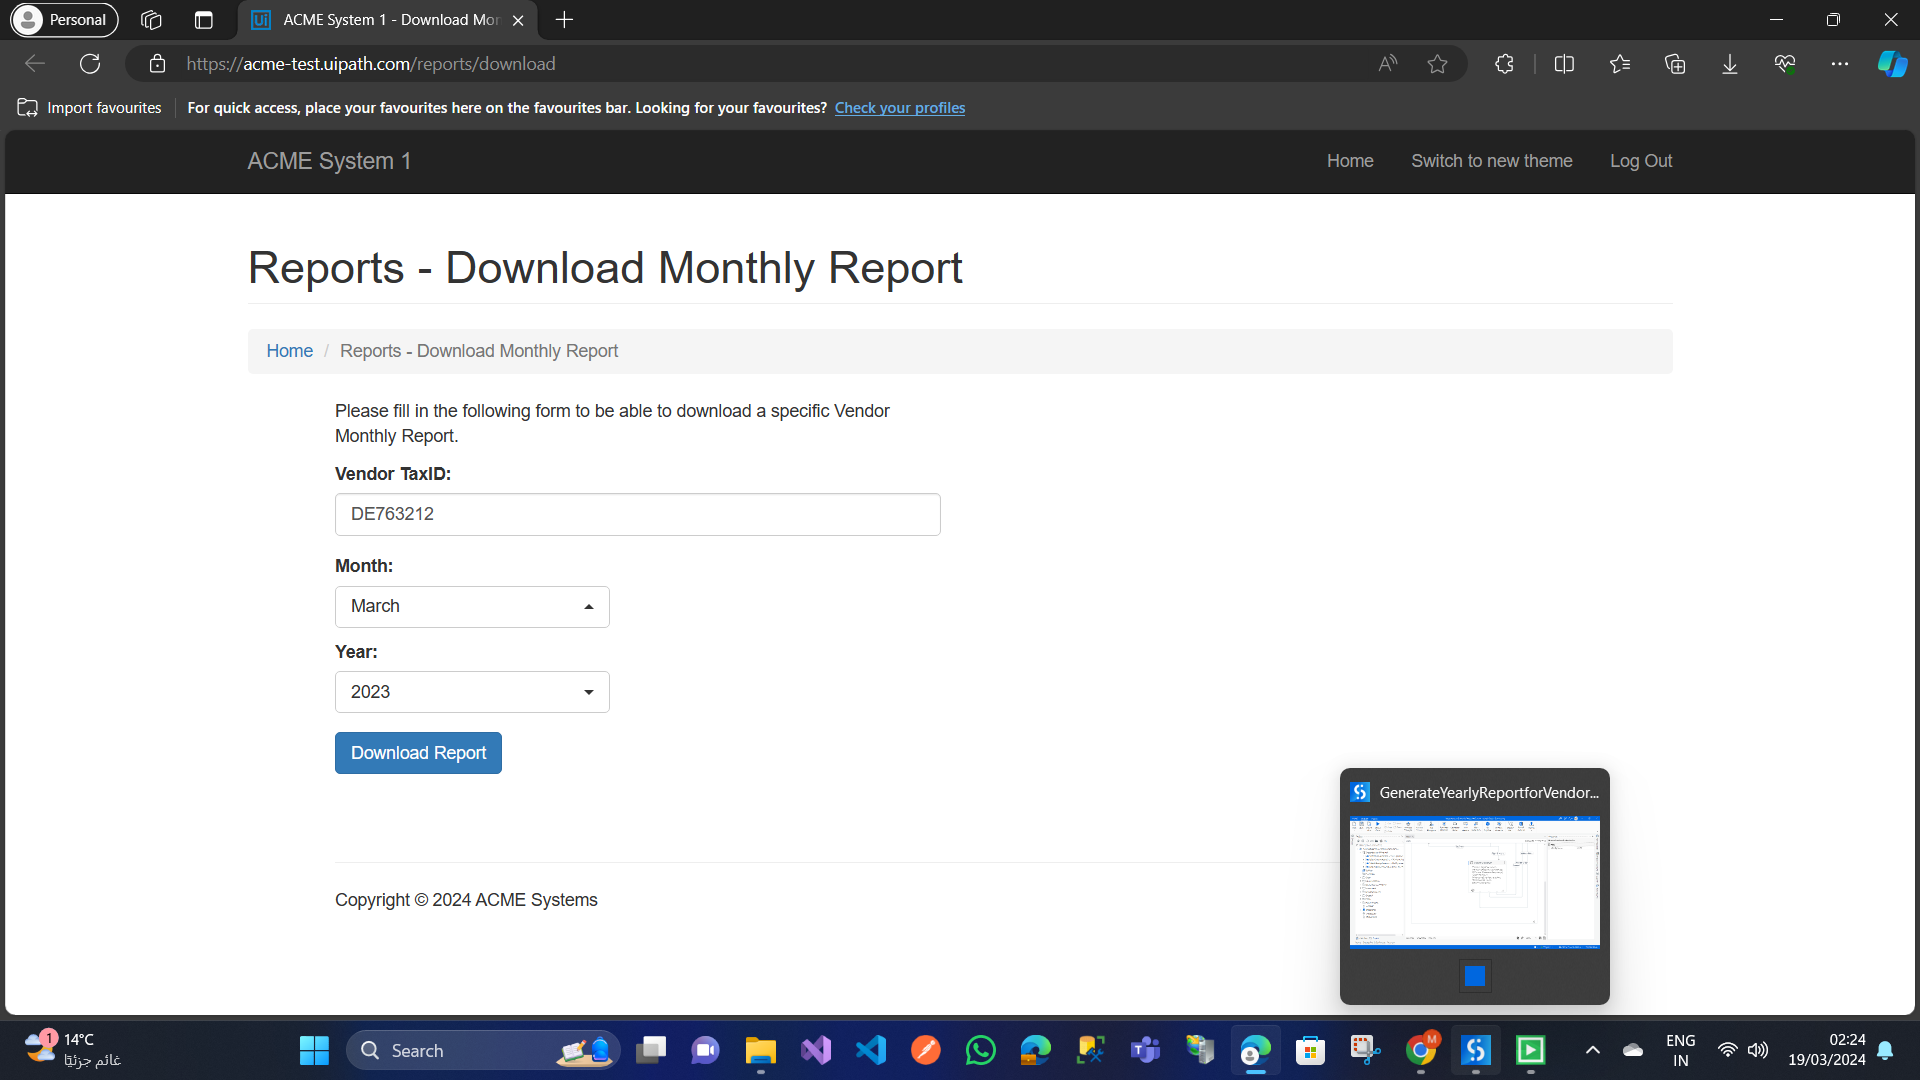 Personal
ACME System 1 - Download Mon
https://acme-test.uipath.com/reports/download
Import favourites
For quick access, place your favourites here on the favourites bar. Looking for your favourites? Check your profiles
ACME System 1
Home
Switch to new theme
Log Out
Reports - Download Monthly Report
Home / Reports - Download Monthly Report
Please fill in the following form to be able to download a specific Vendor
Monthly Report.
Vendor TaxID:
DE763212
Month:
March
Year:
2023
Download Report
GenerateYearlyReportforVendor...
Copyright © 2024 ACME Systems
1
14°C
غائم جزئيًا
Search
M
ENG
IN
02:24
19/03/2024